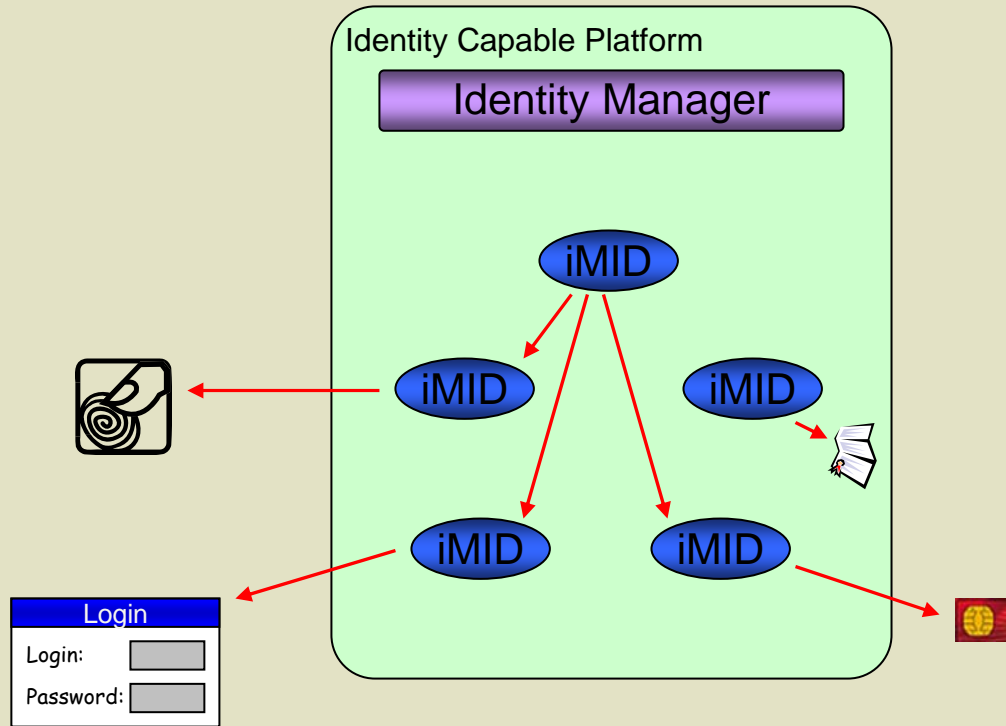 Identity Capable Platform
Identity Manager
iMID
iMID
iMID
iMID
iMID
Login
Login:
Password: